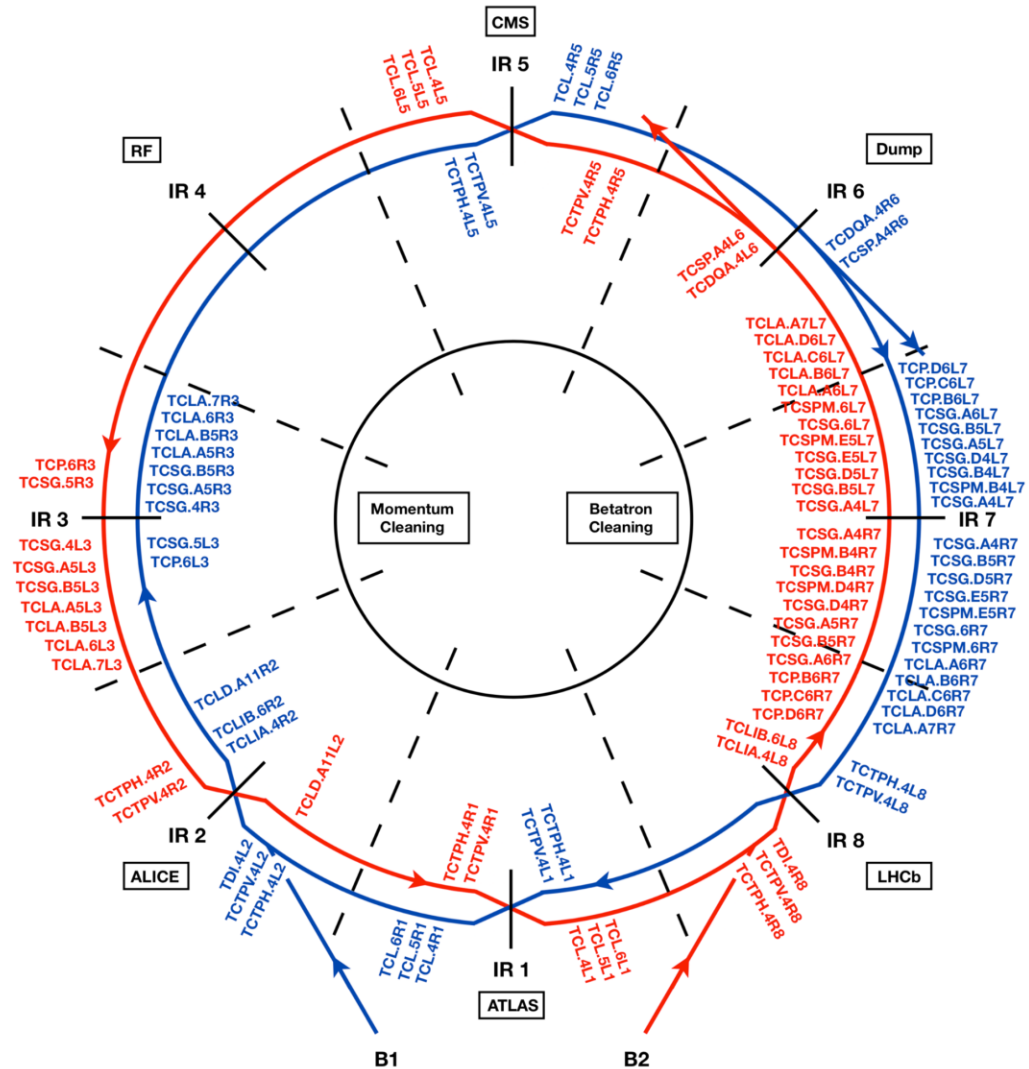 CMS
IR 5
TCL.6L5
TCL.5L5
TCL.4L5
TCL.4R5
TCL.5R5
TCL.6R5
RF
IR 4
TCTPV.4L5
TCTPH.4L5
TCTPV.4R5
TCTPH.4R5
Dump
IR 6
TCDQA.4R6
TCSP.A4R6
TCSP.A4L6
TCDQA.4L6
TCLA.A7L7
TCLA.D6L7
TCLA.C6L7
TCLA.B6L7
TCLA.A6L7
TCSPM.6L7
TCSG.6L7
TCSPM.E5L7
TCSG.E5L7
TCSG.D5L7
TCSG.B5L7
TCSG.A4L7
TCP.D6L7
TCP.C6L7
TCP.B6L7
TCSG.A6L7
TCSG.B5L7
TCSG.A5L7
TCSG.D4L7
TCSG.B4L7
TCSPM.B4L7
TCSG.A4L7
TCLA.7R3
TCLA.6R3
TCLA.B5R3
TCLA.A5R3
TCSG.B5R3
TCSG.A5R3
TCSG.4R3
TCP.6R3
TCSG.5R3
IR 3
Momentum
Cleaning
Betatron
Cleaning
IR 7
TCSG.4L3
TCSG.A5L3
TCSG.B5L3
TCLA.A5L3
TCLA.B5L3
TCLA.6L3
TCLA.7L3
TCSG.5L3
TCP.6L3
TCSG.A4R7
TCSPM.B4R7
TCSG.B4R7
TCSPM.D4R7
TCSG.D4R7
TCSG.A5R7
TCSG.B5R7
TCSG.A6R7
TCP.B6R7
TCP.C6R7
TCP.D6R7
TCSG.A4R7
TCSG.B5R7
TCSG.D5R7
TCSG.E5R7
TCSPM.E5R7
TCSG.6R7
TCSPM.6R7
TCLA.A6R7
TCLA.B6R7
TCLA.C6R7
TCLA.D6R7
TCLA.A7R7
TCLD.A11R2
TCLIB.6R2
TCLIA.4R2
TCLD.A11L2
TCLIB.6L8
TCLIA.4L8
TCTPH.4R2
TCTPV.4R2
TCTPH.4L8
TCTPV.4L8
IR 2
ALICE
IR 8
LHCb
TDI.4L2
TCTPV.4L2
TCTPH.4L2
TCTPH.4R1
TCTPV.4R1
TCTPH.4L1
TCTPV.4L1
TDI.4R8
TCTPV.4R8
TCTPH.4R8
TCL.6R1
TCL.5R1
TCL.4R1
TCL.6L1
TCL.5L1
TCL.4L1
IR 1
ATLAS
B1
B2